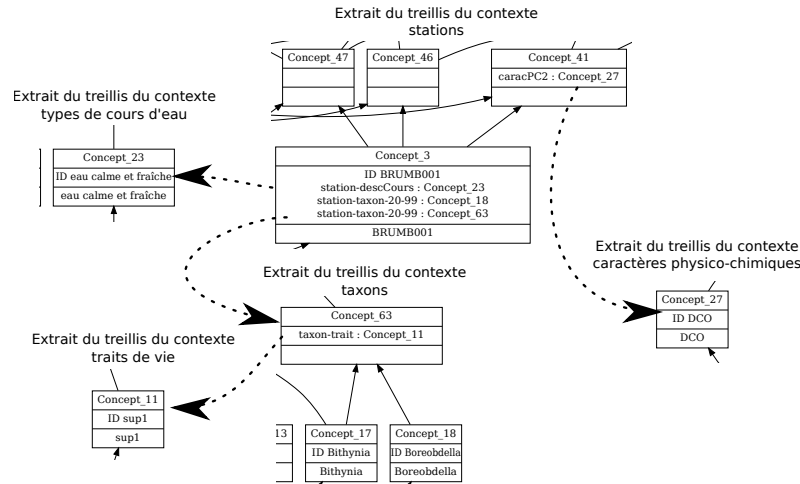 Extrait du treillis du contexte
stations
Concept_47
Concept_46
Concept_41
caracPC2 : Concept_27
Extrait du treillis du contexte
types de cours d'eau
Concept_23
ID eau calme et fraîche
eau calme et fraîche
Concept_3
ID BRUMB001
station-descCours : Concept_23
station-taxon-20-99 : Concept_18
station-taxon-20-99 : Concept_63
BRUMB001
Extrait du treillis du contexte
caractères physico-chimiques
Concept_27
ID DCO
DCO
Extrait du treillis du contexte
taxons
Concept_63
taxon-trait : Concept_11
Extrait du treillis du contexte
traits de vie
Concept_11
ID sup1
sup1
13
Concept_17
ID Bithynia
Bithynia
Concept_18
ID Boreobdella
Boreobdella